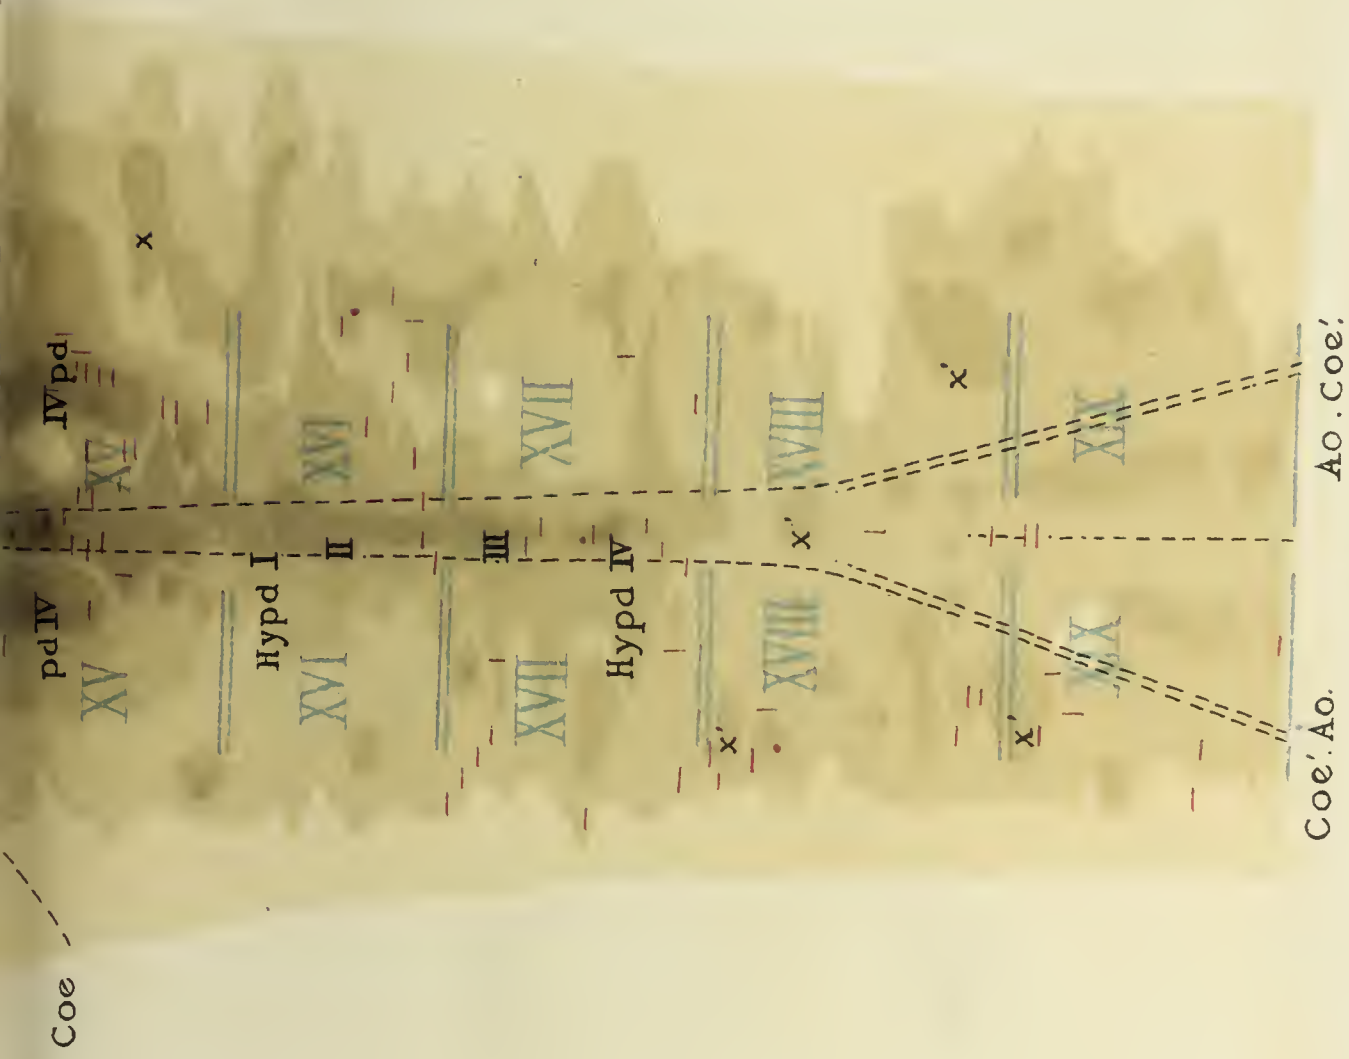 x
IVpd
XV
XVI
XVII
XVIII
x'
XIX
Ao. Coe'.
I
II
III
IV
x'
pd IV
XV
Hypd
XVI
XVII
Hypd
XVIII
x'
x'
XIX
Coe'. Ao.
Coe